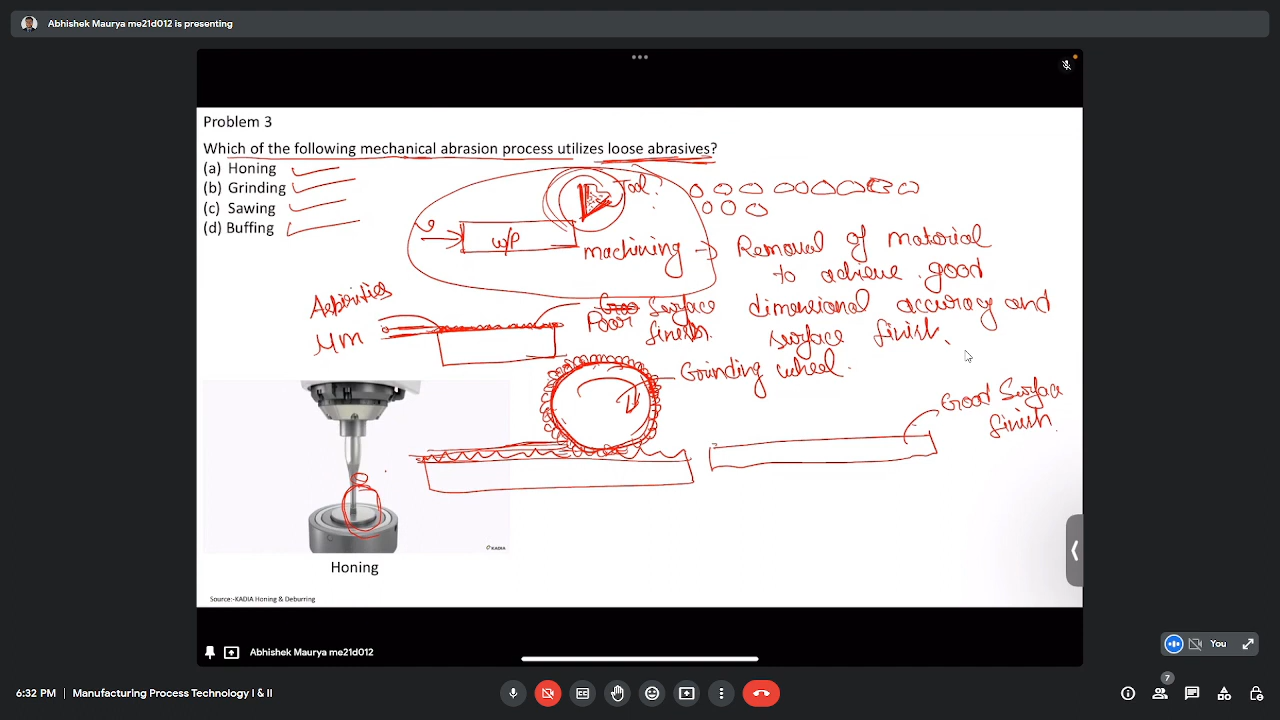 Abhishek Maurya me21d012 is presenting
Problem 3
Which of the following mechanical abrasion process utilizes loose abrasives?
(a) Honing
(b) Grinding
(c) Sawing
(d) Buffing
Tool?
W/P
machining → Removal of material
to achieve good
dimensional accuracy and
surface finish.
μm
Poor Surface
finish.
Grinding wheel.
Good Surface
finish.
KADIA
Honing
Source:-KADIA Honing & Deburring
Abhishek Maurya me21d012
You
6:32 PM | Manufacturing Process Technology I & II
7